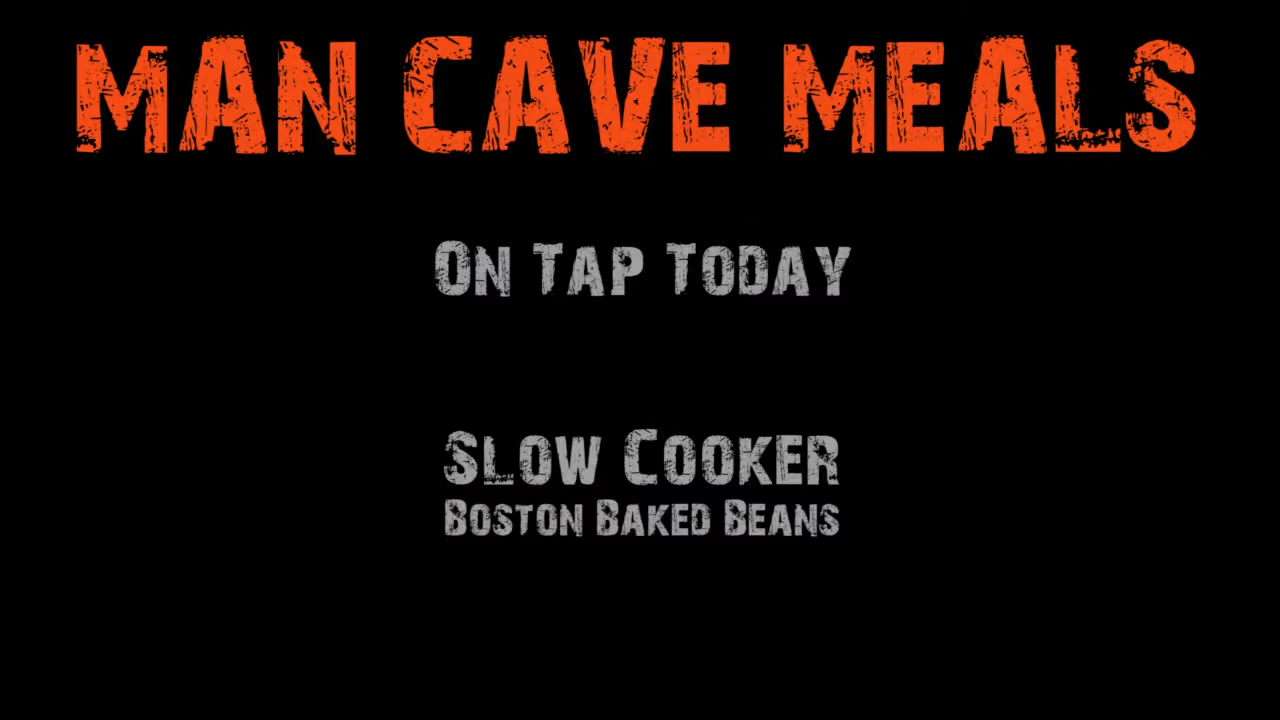 MAN CAVE MEALS
ON TAP TODAY
SLOW COOKER
BOSTON BAKED BEANS